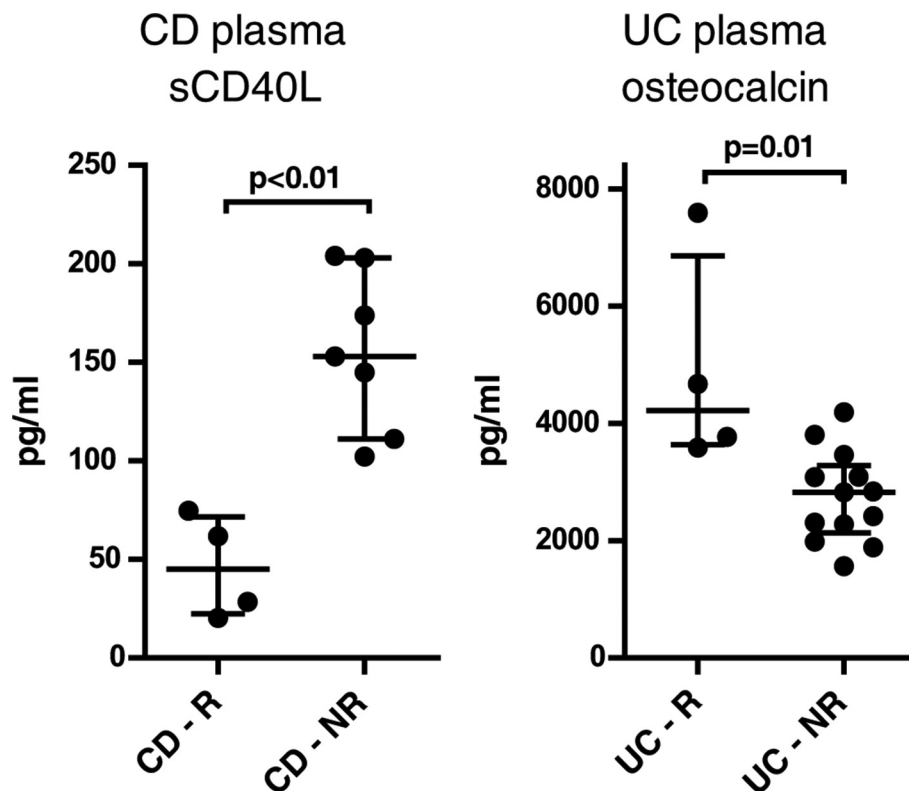 CD plasma
sCD40L
p<0.01
pg/ml
250
200
150
100
50
0
CD - R
CD - NR
UC plasma
osteocalcin
p=0.01
pg/ml
8000
6000
4000
2000
0
UC - R
UC - NR